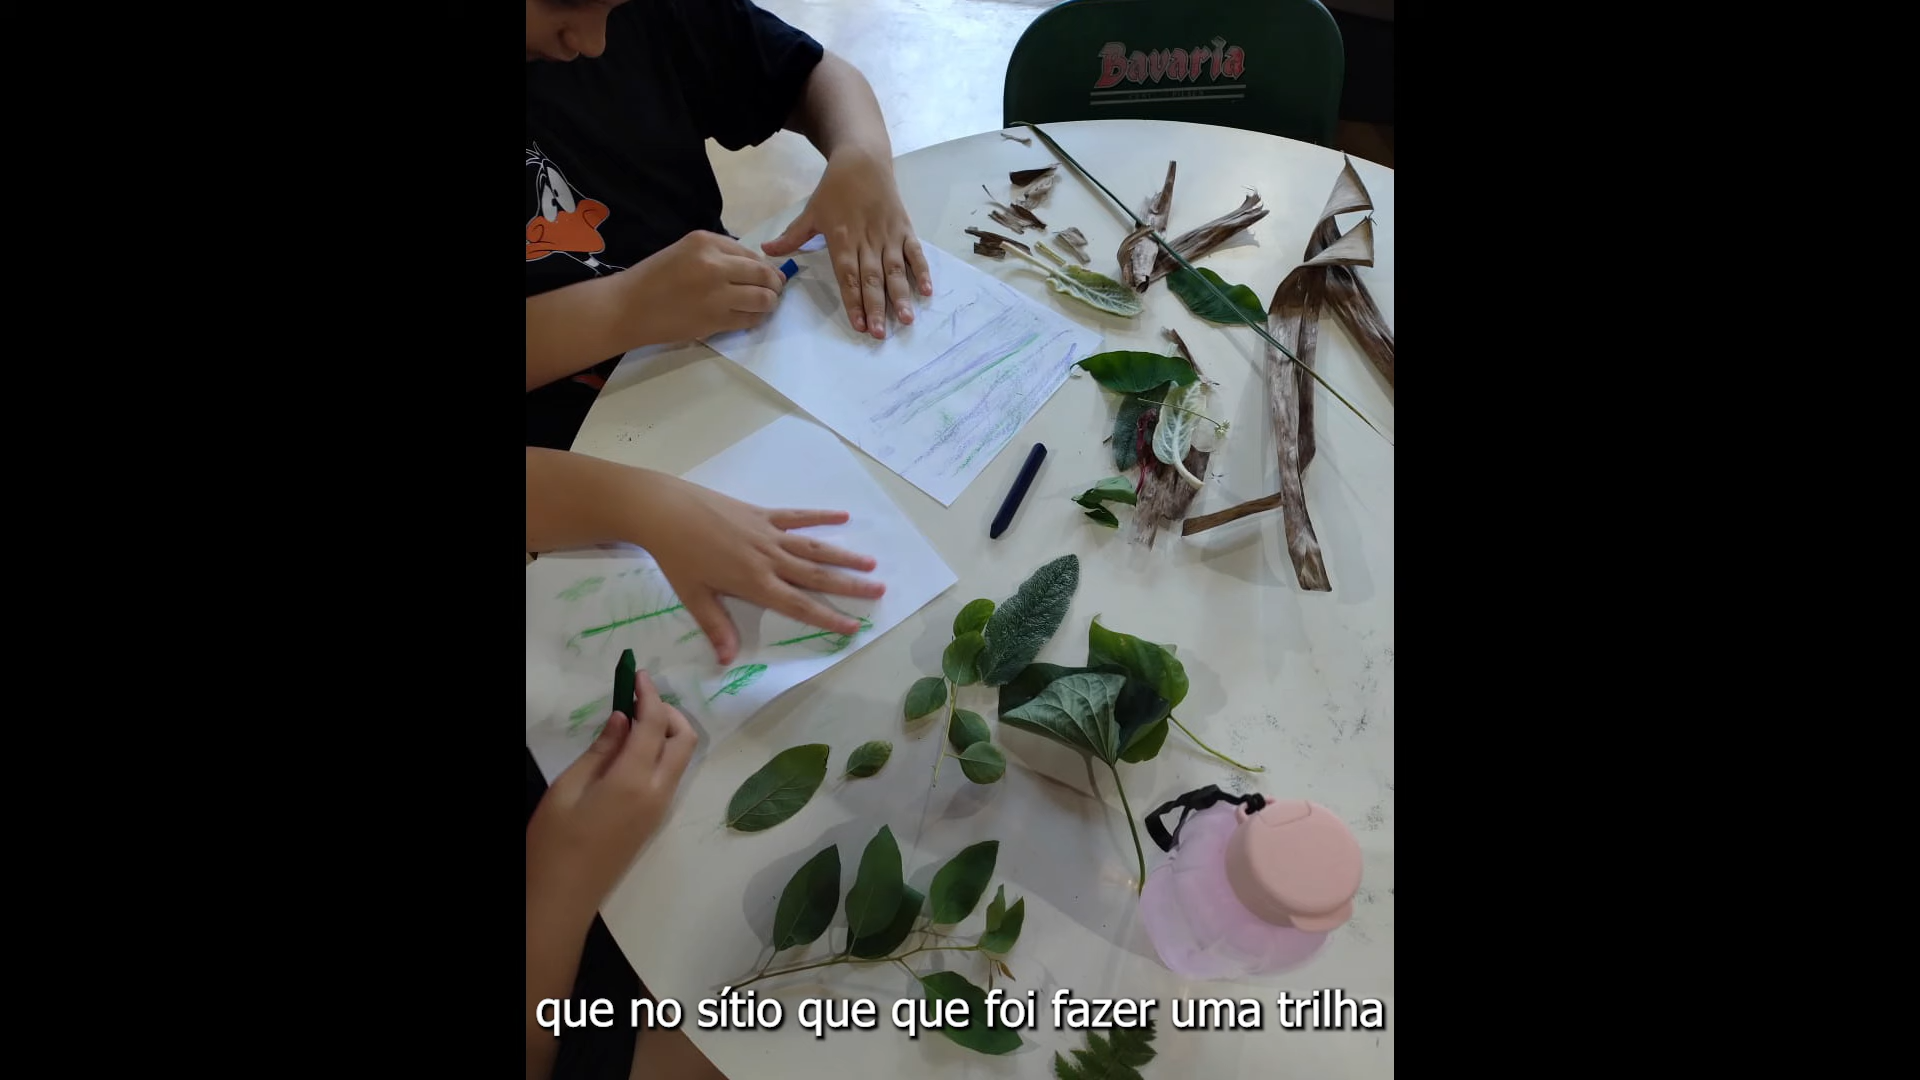 Bavaria
que no sítio que que foi fazer uma trilha